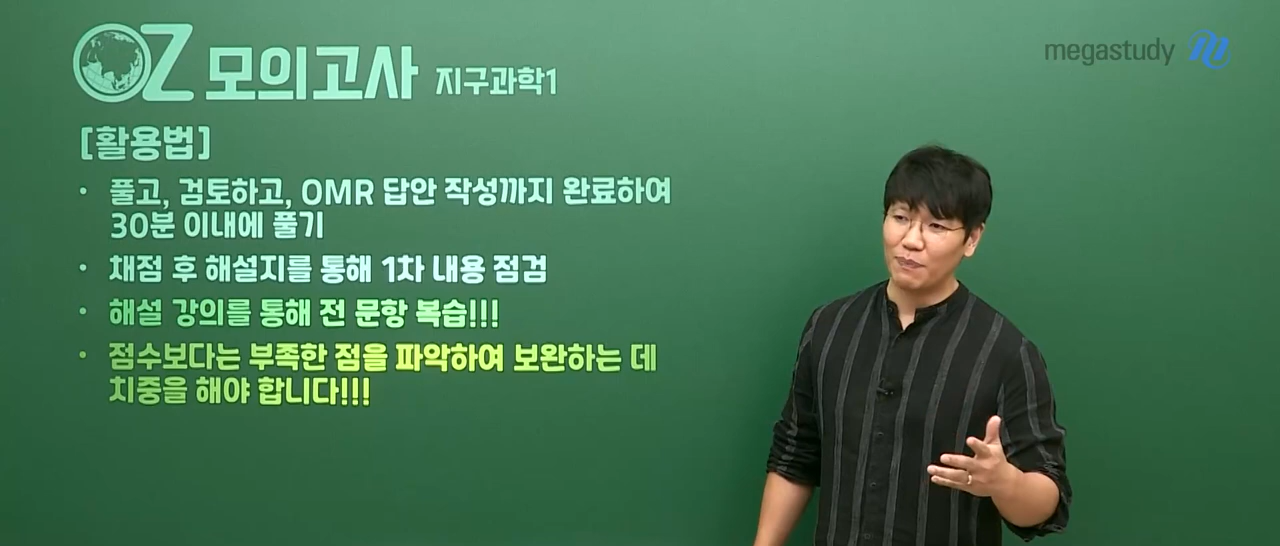 OZ 모의고사 지구과학1
megastudy
[활용법]
• 풀고, 검토하고, OMR 답안 작성까지 완료하여
30분 이내에 풀기
• 채점 후 해설지를 통해 1차 내용 점검
• 해설 강의를 통해 전 문항 복습!!!
• 점수보다는 부족한 점을 파악하여 보완하는 데
치중을 해야 합니다!!!